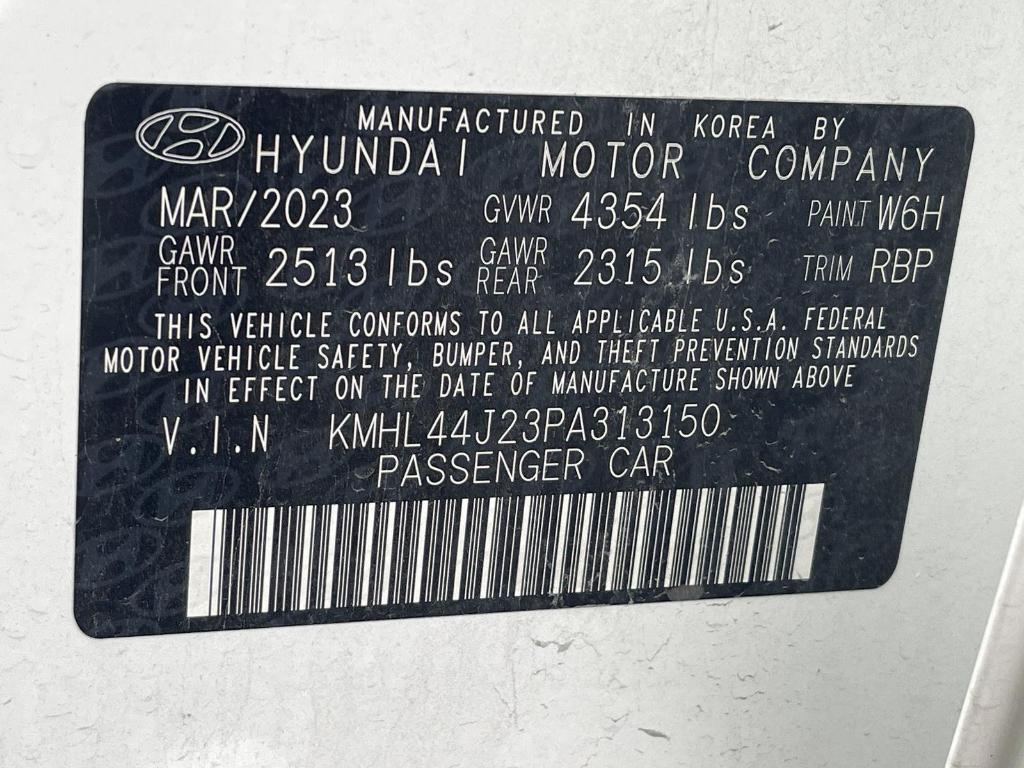 MANUFACTURED IN KOREA BY
HYUNDAI MOTOR COMPANY
MAR/2023 GVWR 4354 lbs PAINT W6H
GAWR FRONT 2513 lbs GAWR REAR 2315 lbs TRIM RBP
THIS VEHICLE CONFORMS TO ALL APPLICABLE U.S.A. FEDERAL
MOTOR VEHICLE SAFETY, BUMPER, AND THEFT PREVENTION STANDARDS
IN EFFECT ON THE DATE OF MANUFACTURE SHOWN ABOVE
V.I.N KMHL44J23PA313150
PASSENGER CAR